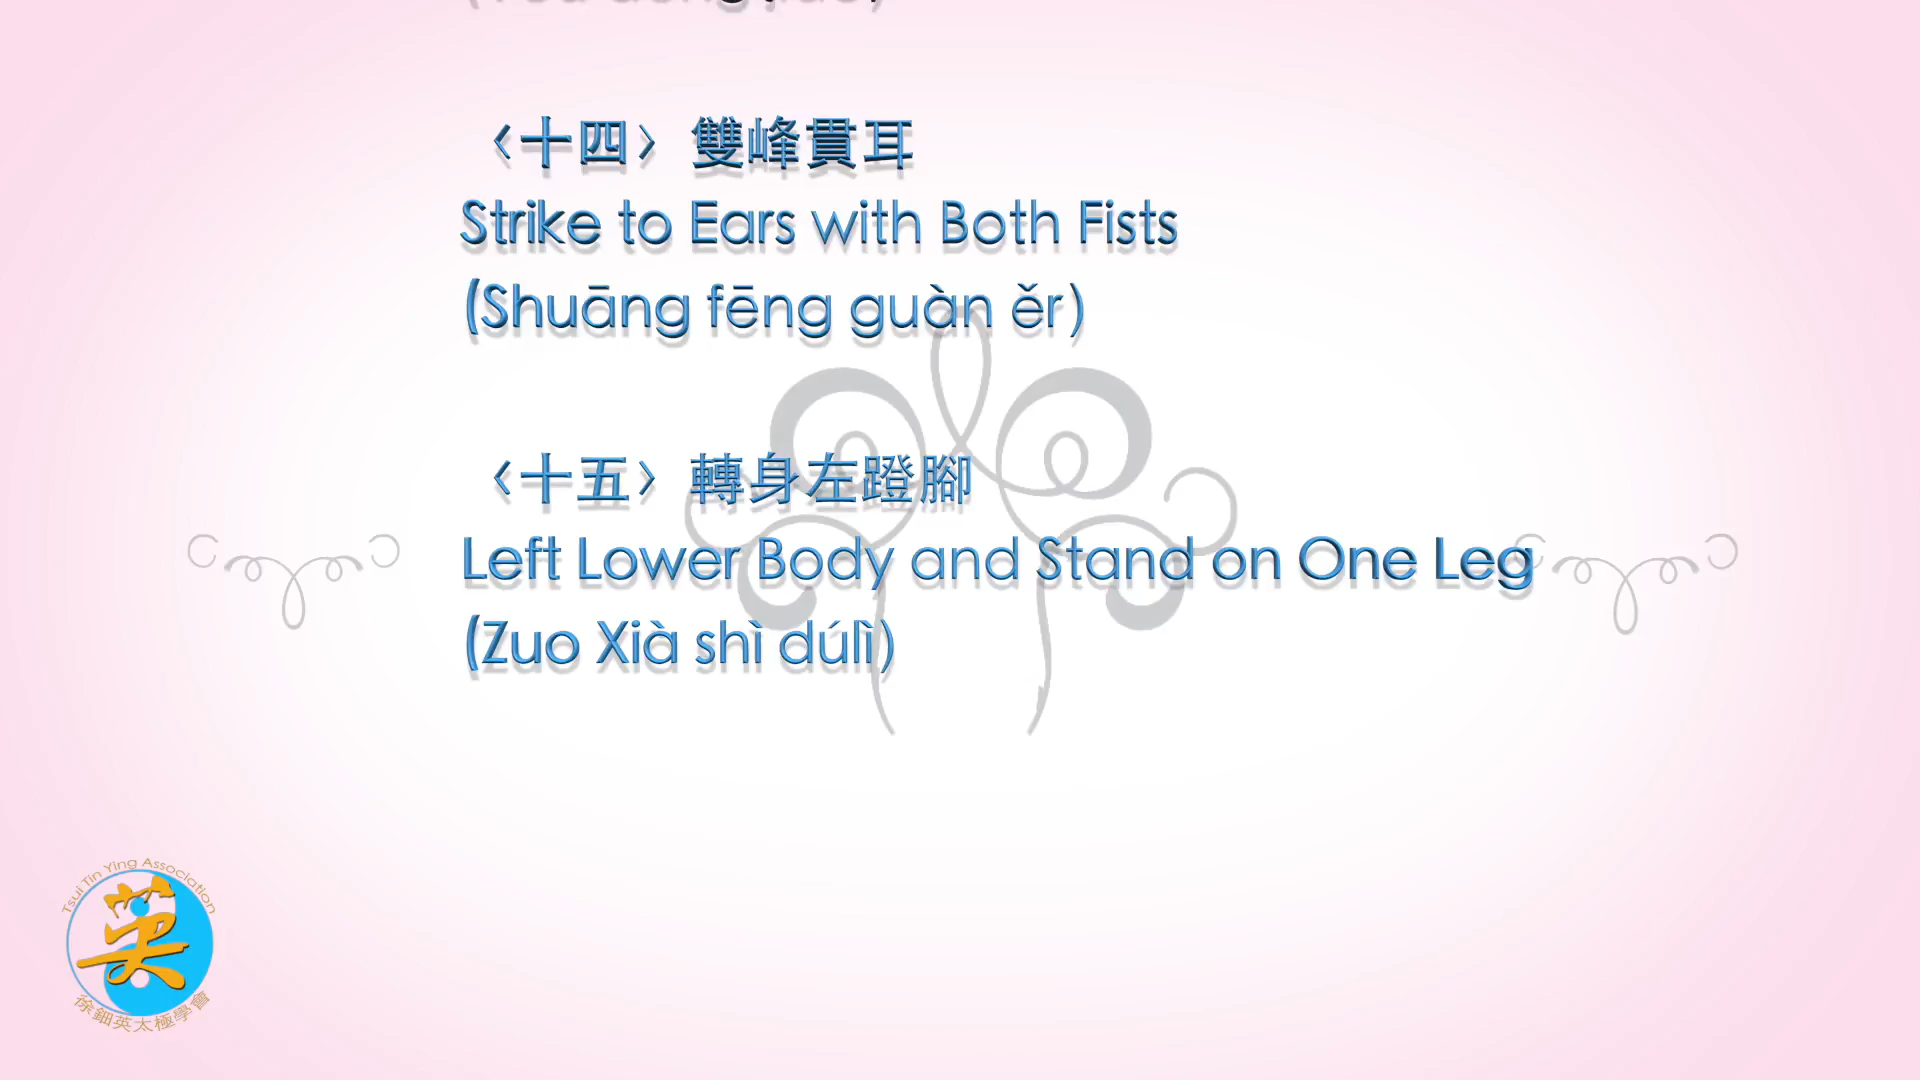 〈十四〉雙峰貫耳
Strike to Ears with Both Fists
(Shuāng fēng guàn ěr)
〈十五〉轉身左蹬腳
Left Lower Body and Stand on One Leg
(Zuo Xià shì dúlì)
Tsui Tin Ying Association
英
徐鈿英太極學會